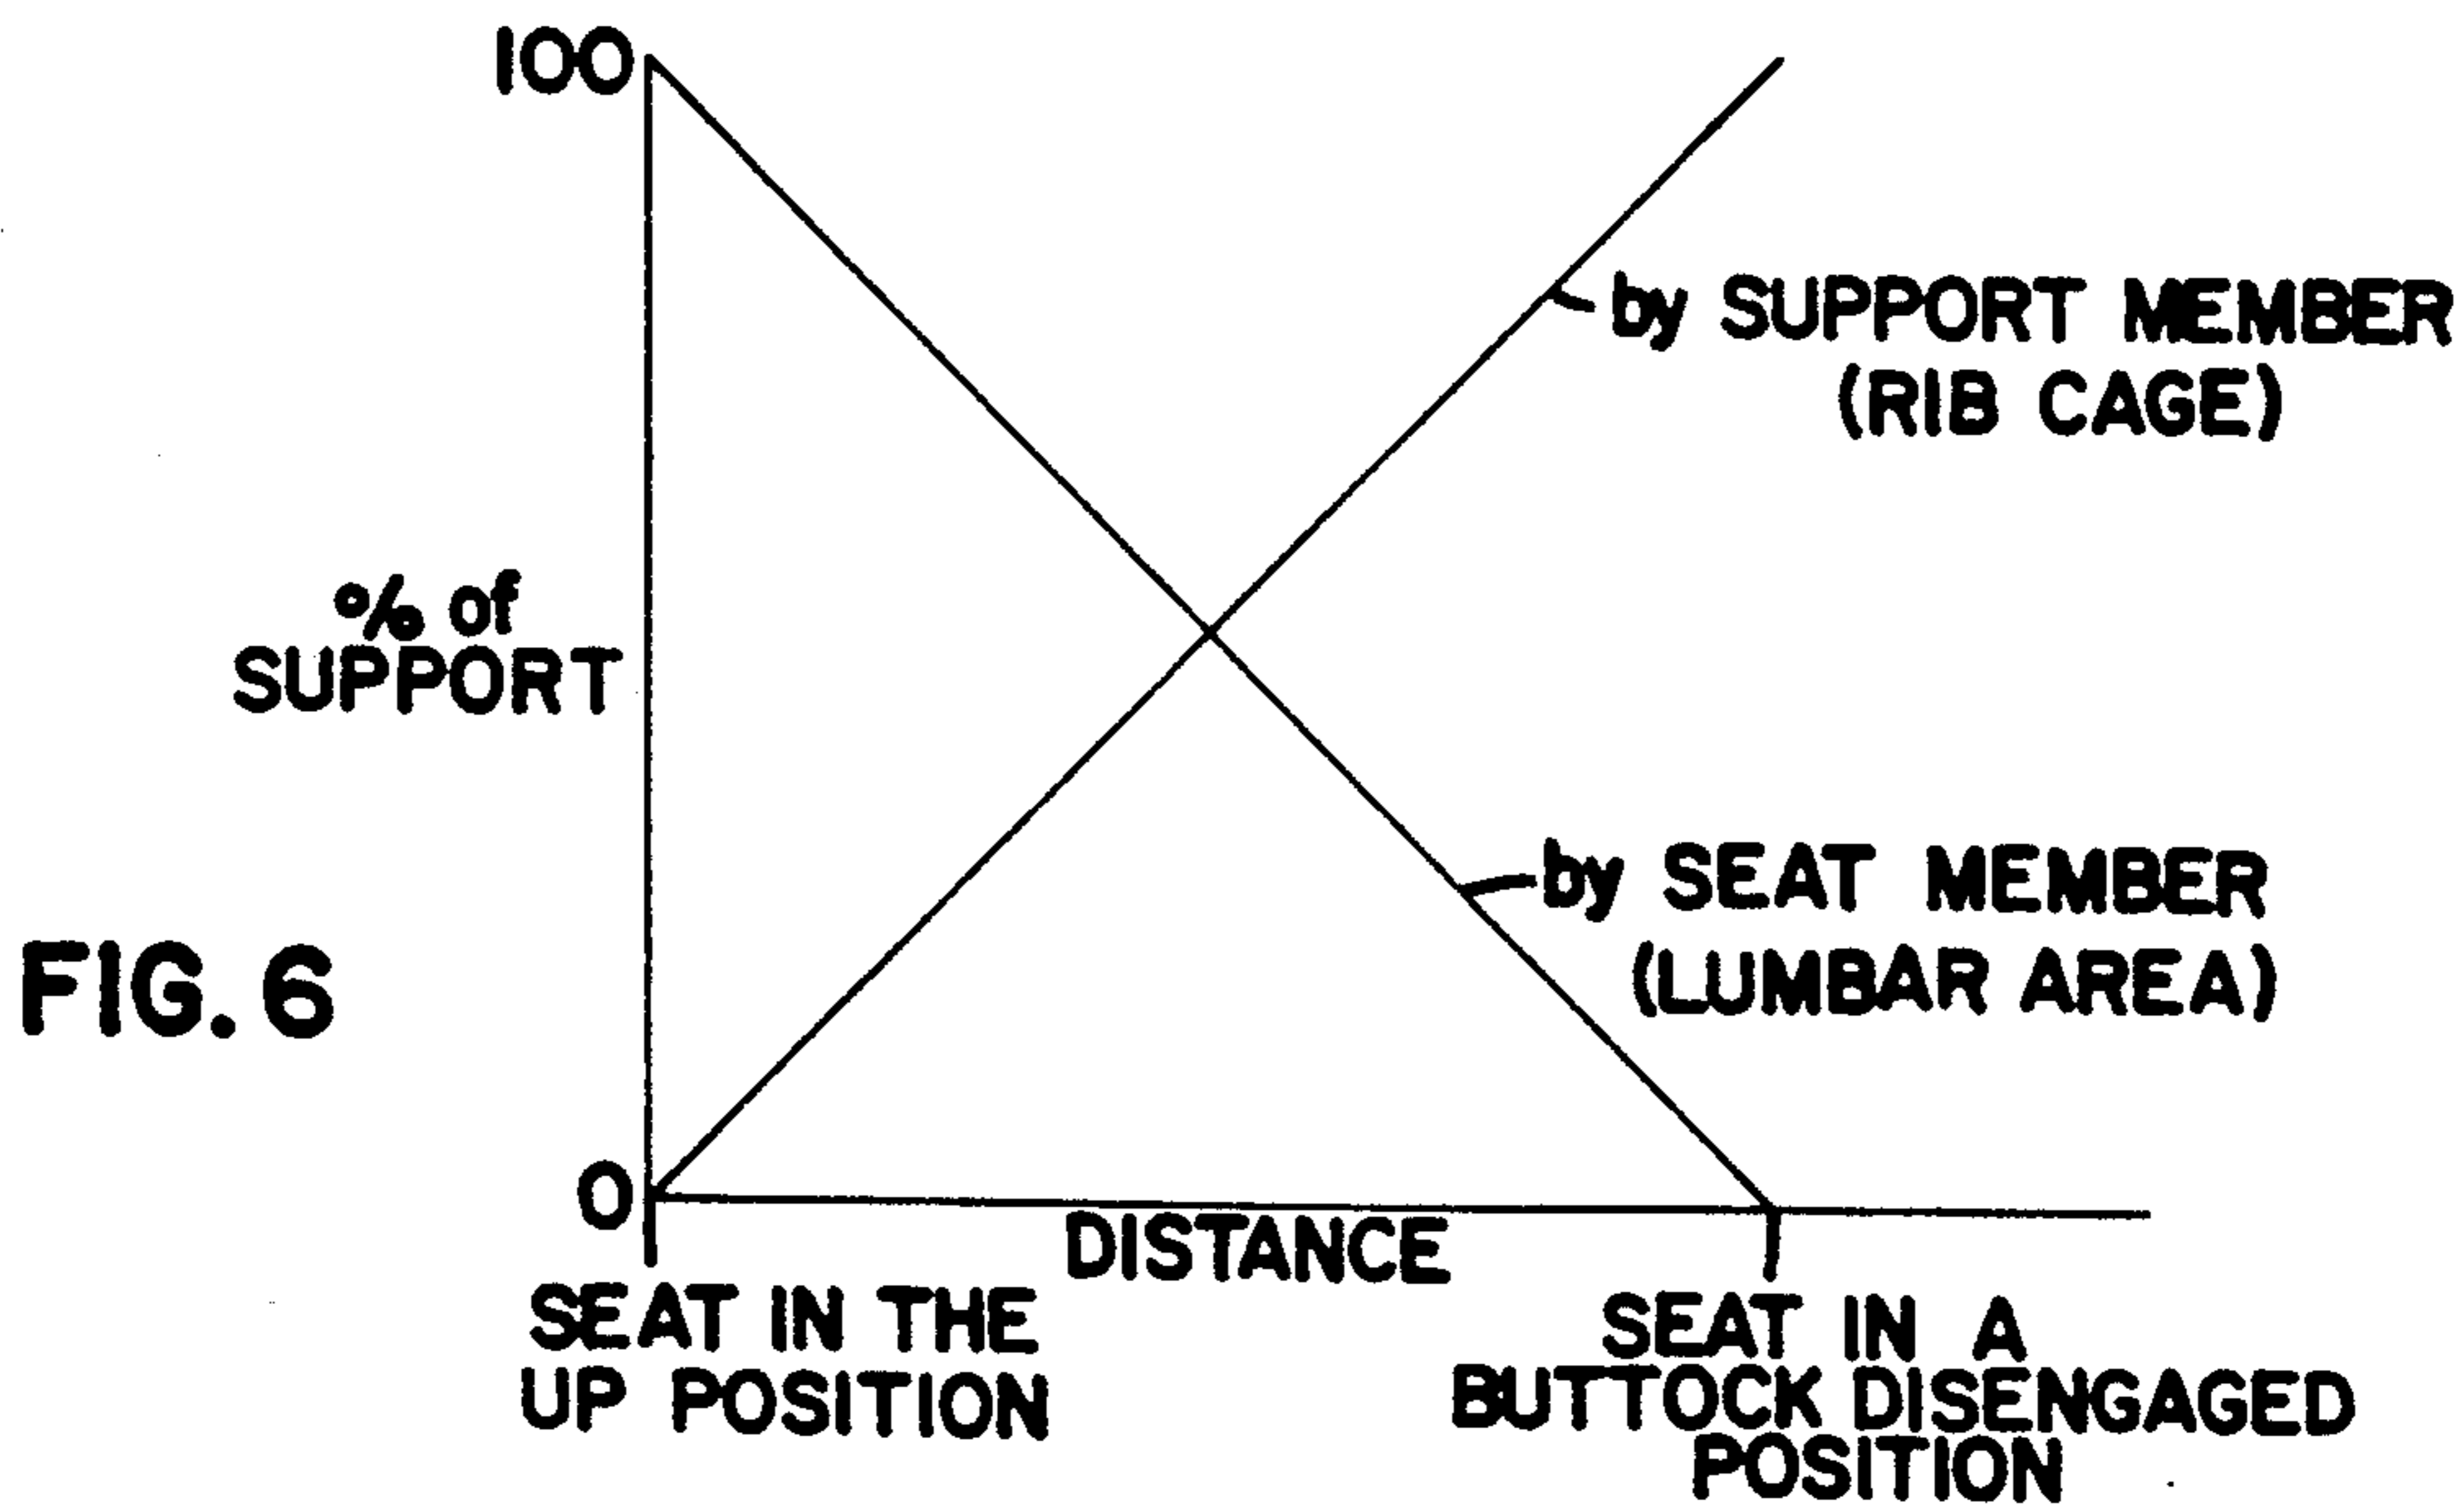 100
by SUPPORT MEMBER
(RIB CAGE)
% of
SUPPORT
by SEAT MEMBER
(LUMBAR AREA)
FIG. 6
0
DISTANCE
SEAT IN THE
UP POSITION
SEAT IN A
BUTTOCK DISENGAGED
POSITION